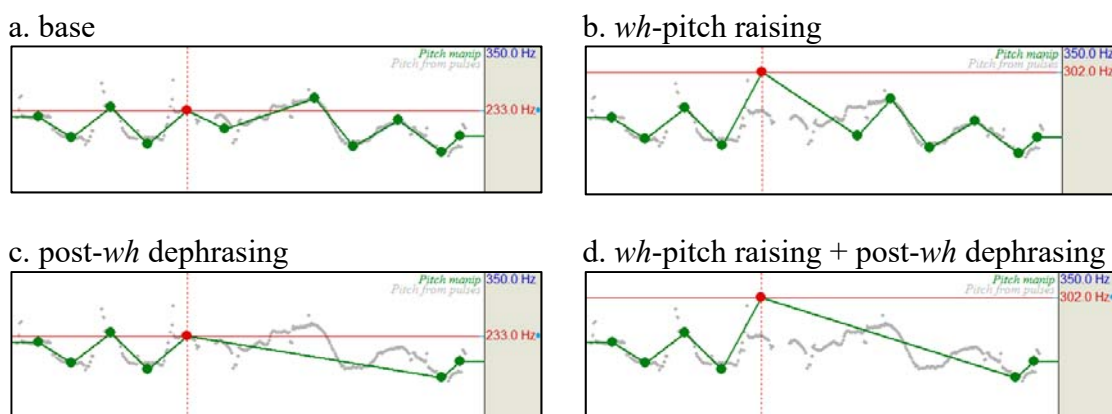 a. base
b. wh-pitch raising
Pitch manip 350.0 Hz
Pitch from pulses
233.0 Hz
Pitch manip 350.0 Hz
Pitch from pulses
302.0 Hz
c. post-wh dephrasing
d. wh-pitch raising + post-wh dephrasing
Pitch manip 350.0 Hz
Pitch from pulses
233.0 Hz
Pitch manip 350.0 Hz
Pitch from pulses
302.0 Hz